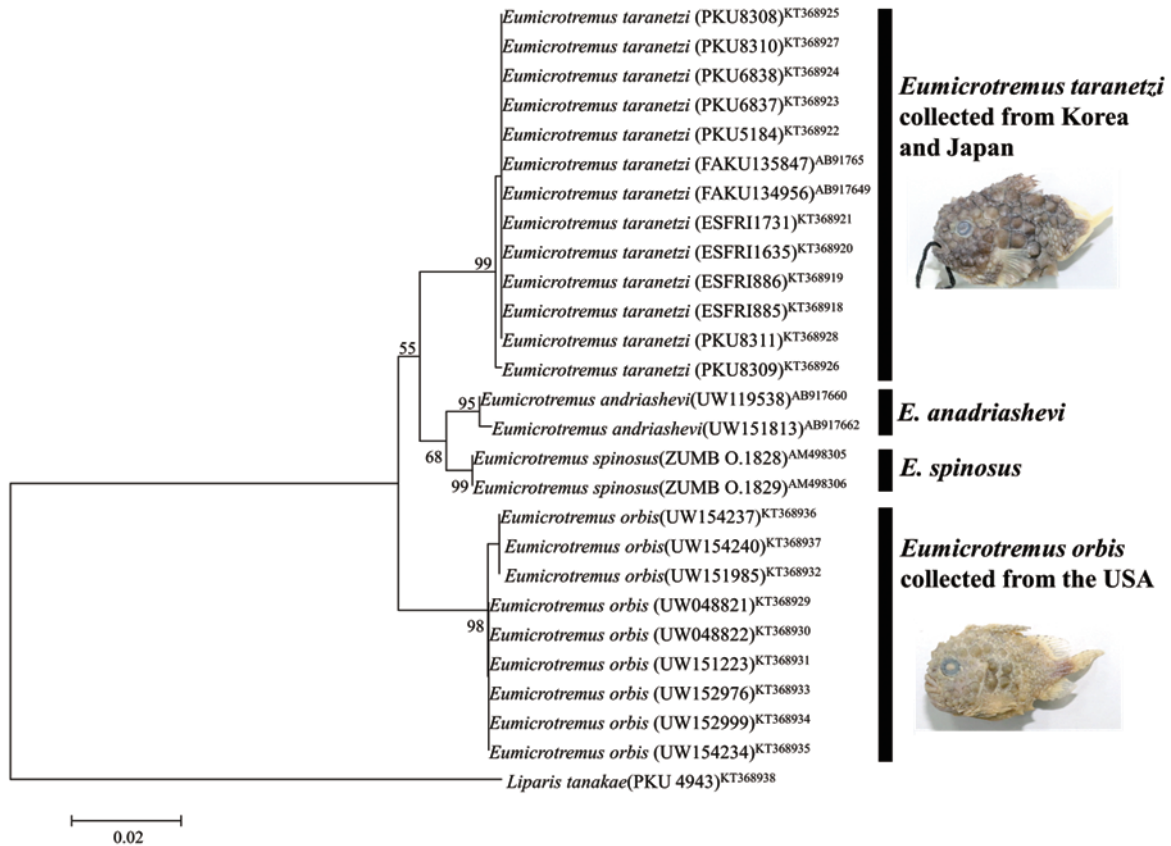 Eumicrotremus taranetzi (PKU8308)KT368925
Eumicrotremus taranetzi (PKU8310)KT368927
Eumicrotremus taranetzi (PKU6838)KT368924
Eumicrotremus taranetzi (PKU6837)KT368923
Eumicrotremus taranetzi (PKU5184)KT368922
Eumicrotremus taranetzi (FAKU135847)AB91765
Eumicrotremus taranetzi (FAKU134956)AB917649
Eumicrotremus taranetzi (ESFRI1731)KT368921
Eumicrotremus taranetzi (ESFRI1635)KT368920
Eumicrotremus taranetzi (ESFRI886)KT368919
Eumicrotremus taranetzi (ESFRI885)KT368918
Eumicrotremus taranetzi (PKU8311)KT368928
Eumicrotremus taranetzi (PKU8309)KT368926
Eumicrotremus andriashevi(UW119538)AB917660
Eumicrotremus andriashevi(UW151813)AB917662
Eumicrotremus spinosus(ZUMB O.1828)AM498305
Eumicrotremus spinosus(ZUMB O.1829)AM498306
Eumicrotremus orbis(UW154237)KT368936
Eumicrotremus orbis(UW154240)KT368937
Eumicrotremus orbis(UW151985)KT368932
Eumicrotremus orbis (UW048821)KT368929
Eumicrotremus orbis (UW048822)KT368930
Eumicrotremus orbis (UW151223)KT368931
Eumicrotremus orbis (UW152976)KT368933
Eumicrotremus orbis (UW152999)KT368934
Eumicrotremus orbis (UW154234)KT368935
Liparis tanakae(PKU 4943)KT368938
99
55
95
68
99
98
0.02
Eumicrotremus taranetzi
collected from Korea
and Japan
E. anadriashevi
E. spinosus
Eumicrotremus orbis
collected from the USA